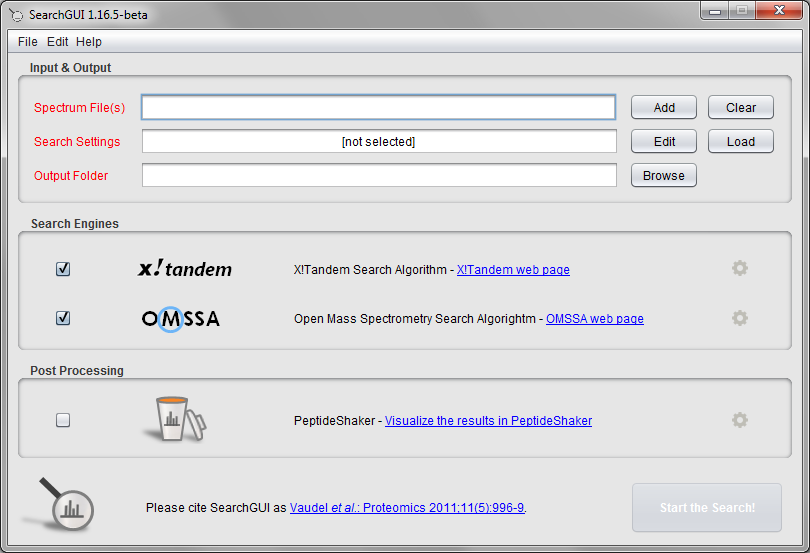 SearchGUI 1.16.5-beta
File Edit Help
Input & Output
Spectrum File(s) Add Clear
Search Settings [not selected] Edit Load
Output Folder Browse
Search Engines
x!tandem X!Tandem Search Algorithm - X!Tandem web page
OMSSA Open Mass Spectrometry Search Algorightm - OMSSA web page
Post Processing
PeptideShaker - Visualize the results in PeptideShaker
Please cite SearchGUI as Vaudel et al.: Proteomics 2011;11(5):996-9. Start the Search!